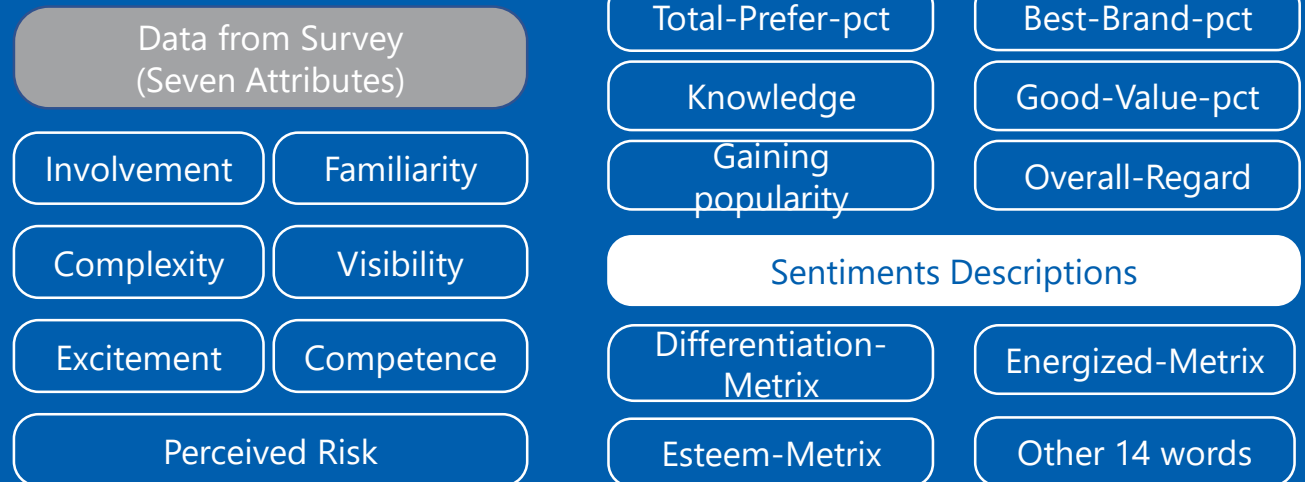 Data from Survey
(Seven Attributes)
Involvement
Familiarity
Complexity
Visibility
Excitement
Competence
Perceived Risk
Total-Prefer-pct
Best-Brand-pct
Knowledge
Good-Value-pct
Gaining
popularity
Overall-Regard
Sentiments Descriptions
Differentiation-
Metrix
Energized-Metrix
Esteem-Metrix
Other 14 words